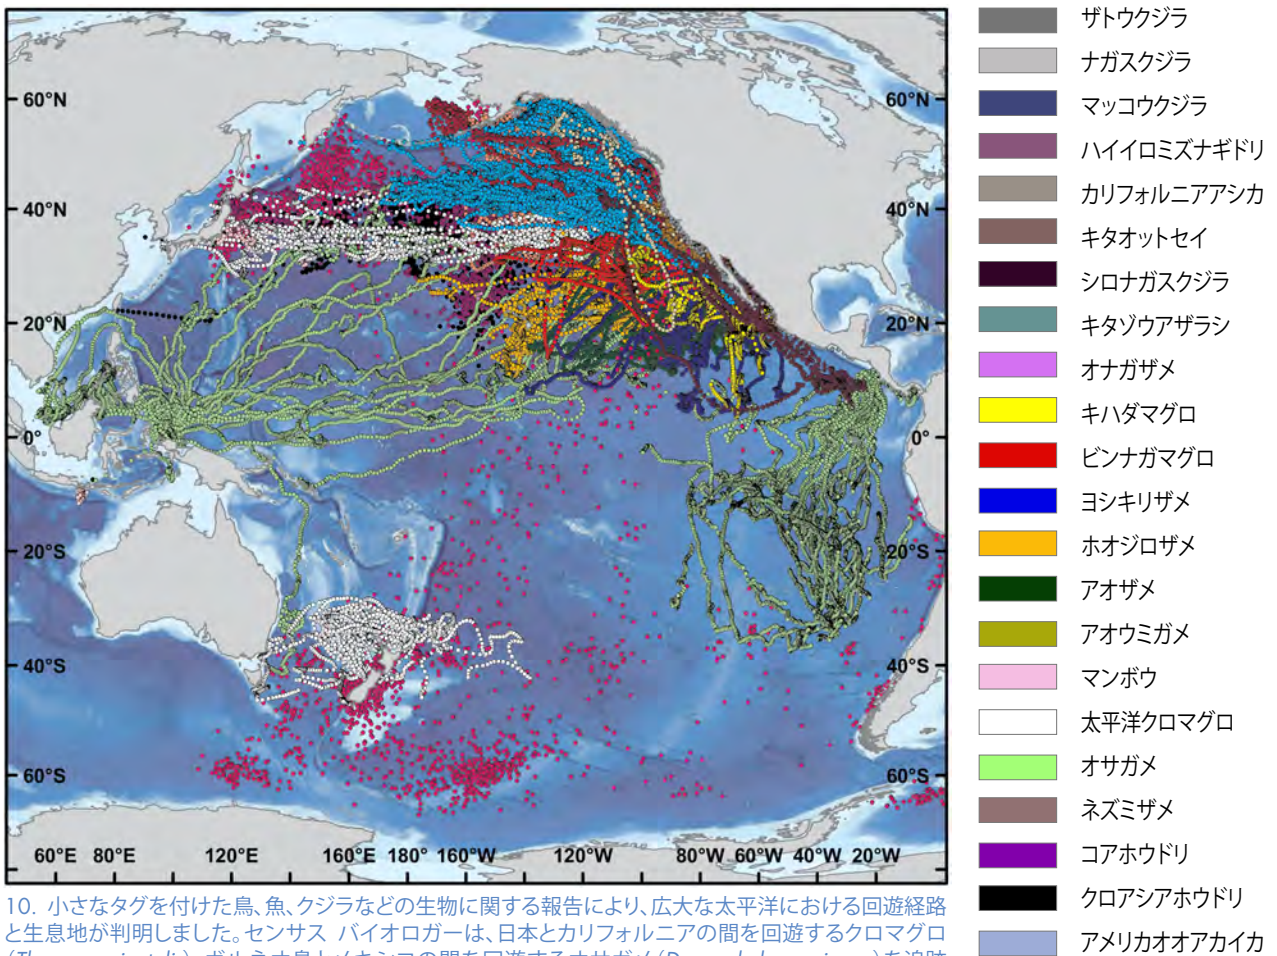 60°N
40°N
20°N
0°
20°S
40°S
60°S
60°N
40°N
20°N
0°
20°S
40°S
60°S
60°E 80°E 120°E 160°E 180° 160°W 120°W 80°W 60°W 40°W 20°W
ザトウクジラ
ナガスクジラ
マッコウクジラ
ハイイロミズナギドリ
カリフォルニアアシカ
キタオットセイ
シロナガスクジラ
キタゾウアザラシ
オナガザメ
キハダマグロ
ビンナガマグロ
ヨシキリザメ
ホオジロザメ
アオザメ
アオウミガメ
マンボウ
太平洋クロマグロ
オサガメ
ネズミザメ
コアホウドリ
クロアシアホウドリ
アメリカオオアカイカ
10. 小さなタグを付けた鳥、魚、クジラなどの生物に関する報告により、広大な太平洋における回遊経路
と生息地が判明しました。センサス バイオロガーは、日本とカリフォルニアの間を回遊するクロマグロ